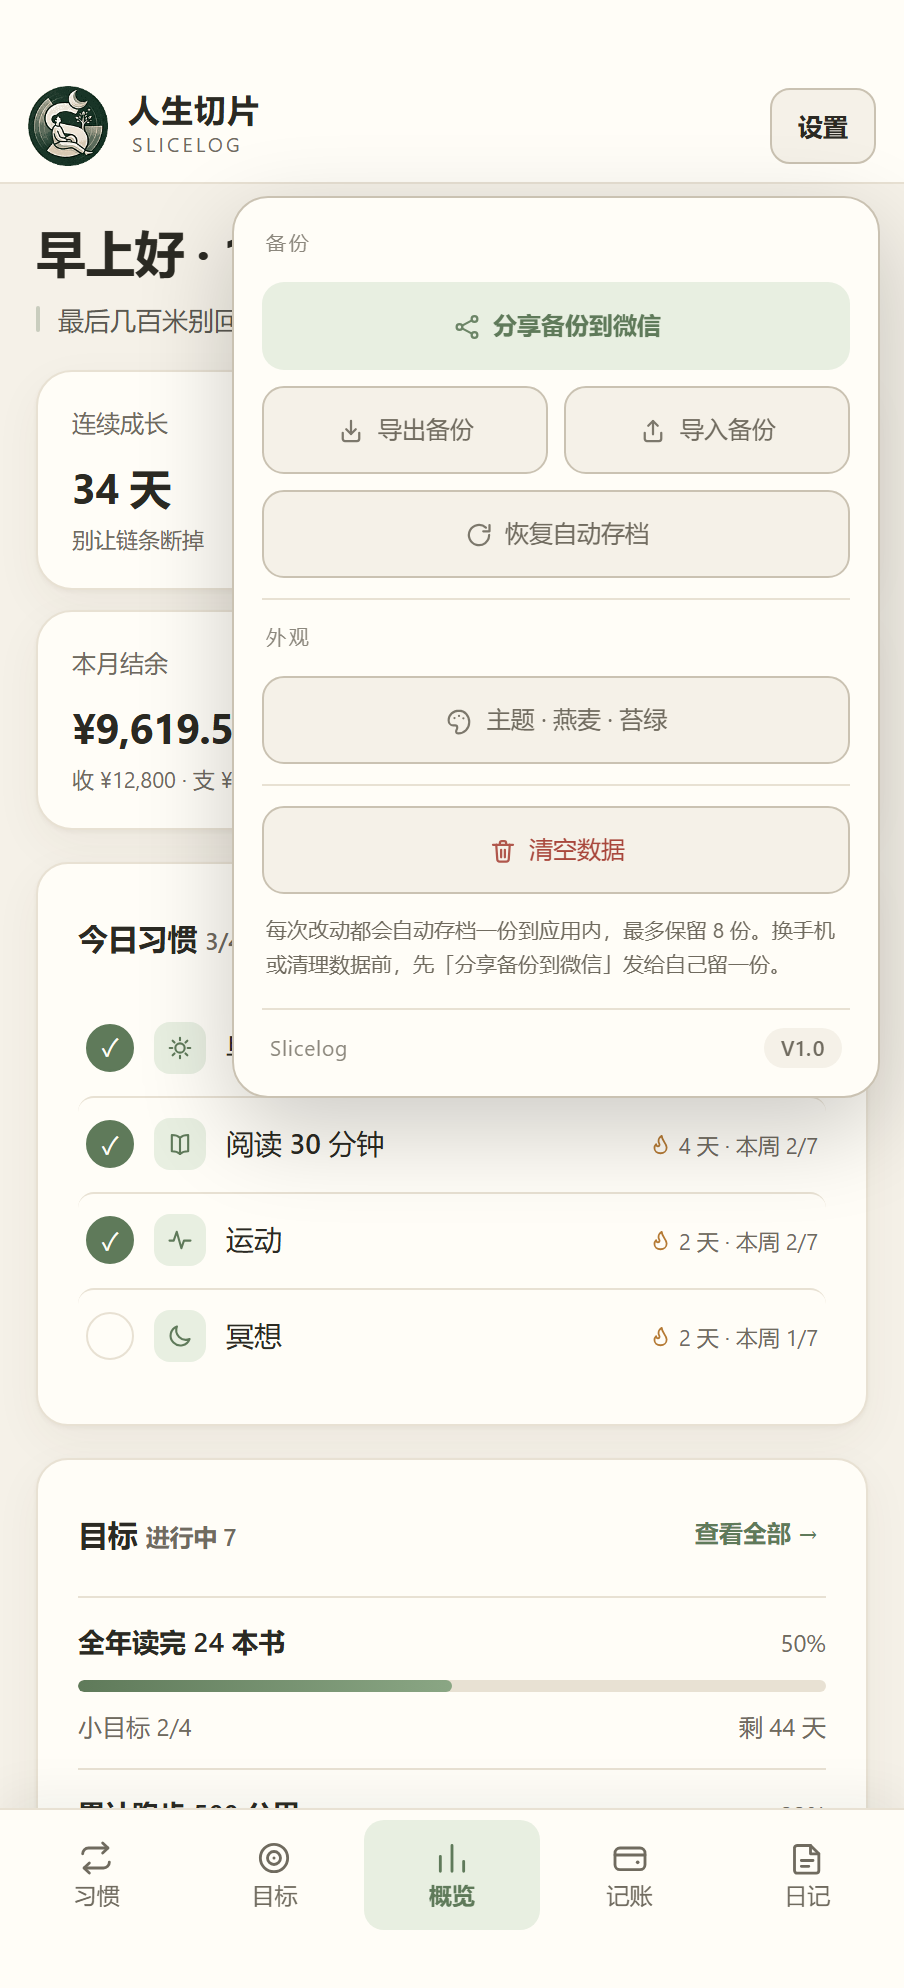 人生切片
SLICELOG
设置
早上好 ·
最后几百米别回
备份
分享备份到微信
导出备份
导入备份
恢复自动存档
外观
主题 · 燕麦 · 苔绿
清空数据
每次改动都会自动存档一份到应用内，最多保留 8 份。换手机
或清理数据前，先「分享备份到微信」发给自己留一份。
Slicelog
V1.0
连续成长
34 天
别让链条断掉
本月结余
¥9,619.5
收 ¥12,800 · 支 ¥
今日习惯 3/4
阅读 30 分钟
4 天 · 本周 2/7
运动
2 天 · 本周 2/7
冥想
2 天 · 本周 1/7
目标 进行中 7
查看全部 →
全年读完 24 本书
50%
小目标 2/4
剩 44 天
习惯
目标
概览
记账
日记